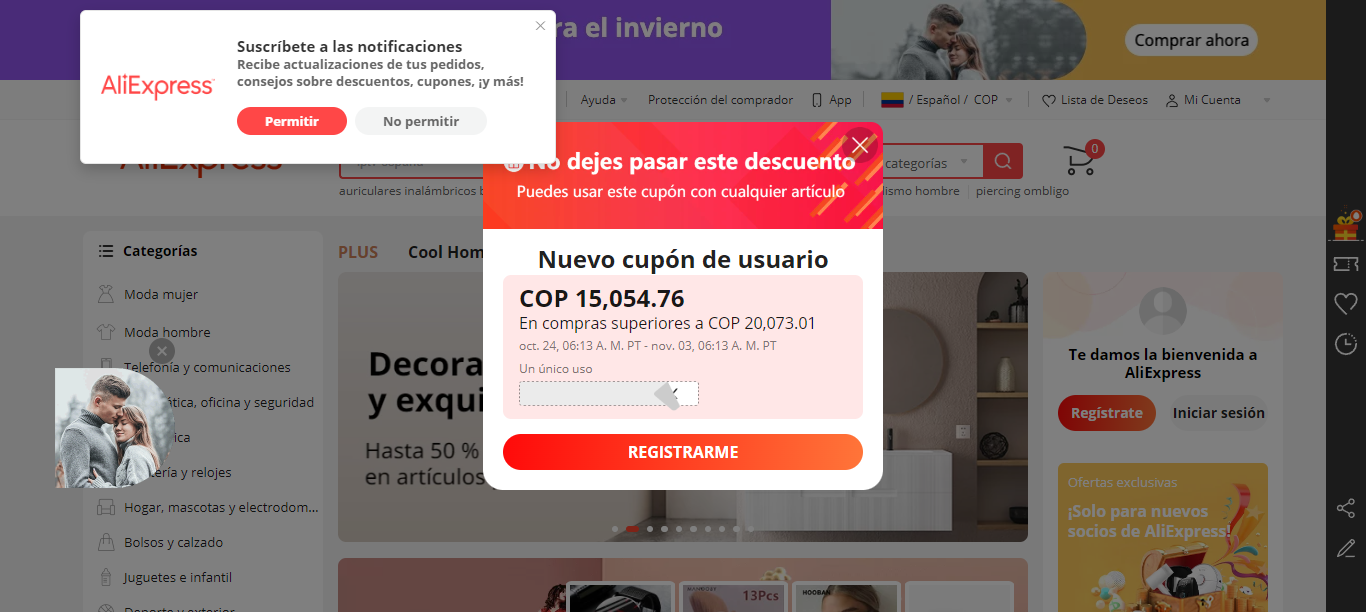 ra el invierno
Comprar ahora
Suscríbete a las notificaciones
Recibe actualizaciones de tus pedidos,
consejos sobre descuentos, cupones, ¡y más!
AliExpress
Permitir
No permitir
Ayuda
Protección del comprador
App
/ Español / COP
Lista de Deseos
Mi Cuenta
AliExpress
categorías
0
auriculares inalámbricos b
lismo hombre
piercing ombligo
No dejes pasar este descuento
Puedes usar este cupón con cualquier artículo
Nuevo cupón de usuario
COP 15,054.76
En compras superiores a COP 20,073.01
oct. 24, 06:13 A. M. PT - nov. 03, 06:13 A. M. PT
Un único uso
REGISTRARME
Categorías
Moda mujer
Moda hombre
Telefonía y comunicaciones
ática, oficina y seguridad
ica
ería y relojes
Hogar, mascotas y electrodom...
Bolsos y calzado
Juguetes e infantil
Deporte y exterior
PLUS
Cool Hom
Decora
y exqui
Hasta 50 %
en artículos
13Pcs
HOOBAN
Te damos la bienvenida a
AliExpress
Regístrate
Iniciar sesión
Ofertas exclusivas
¡Solo para nuevos
socios de AliExpress!